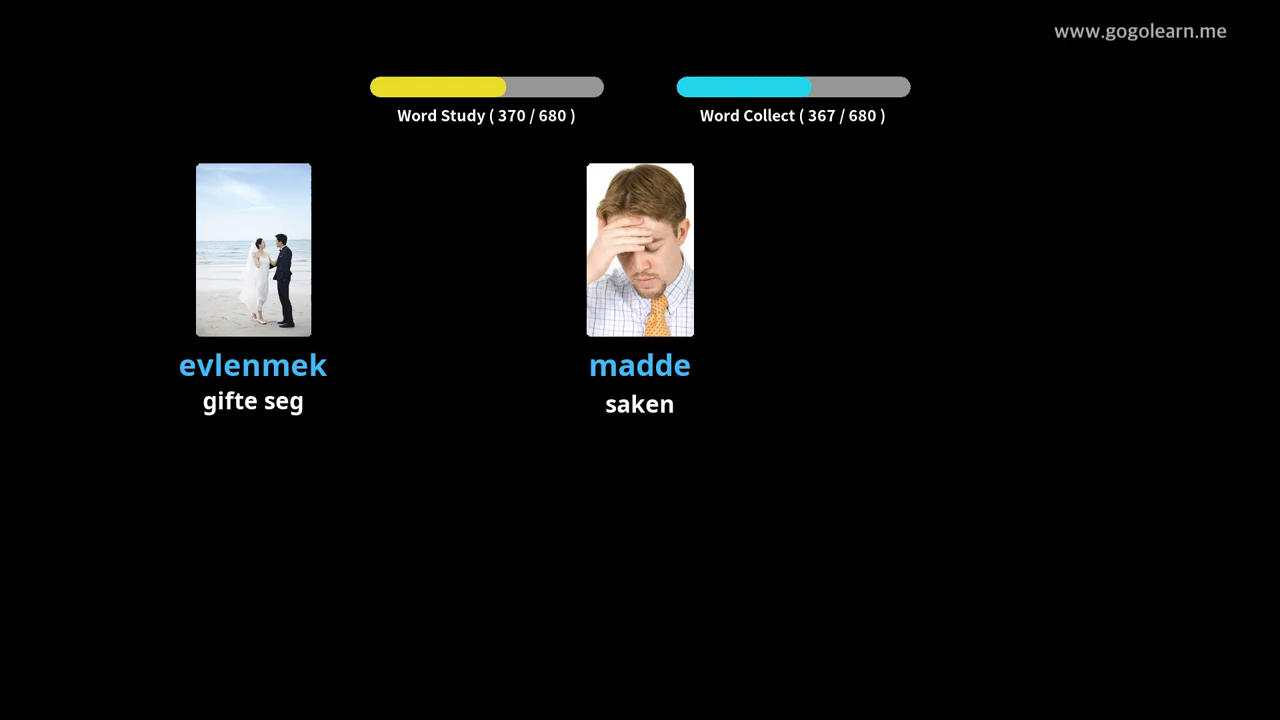 www.gogolearn.me
Word Study ( 370 / 680 )
Word Collect ( 367 / 680 )
evlenmek
gifte seg
madde
saken